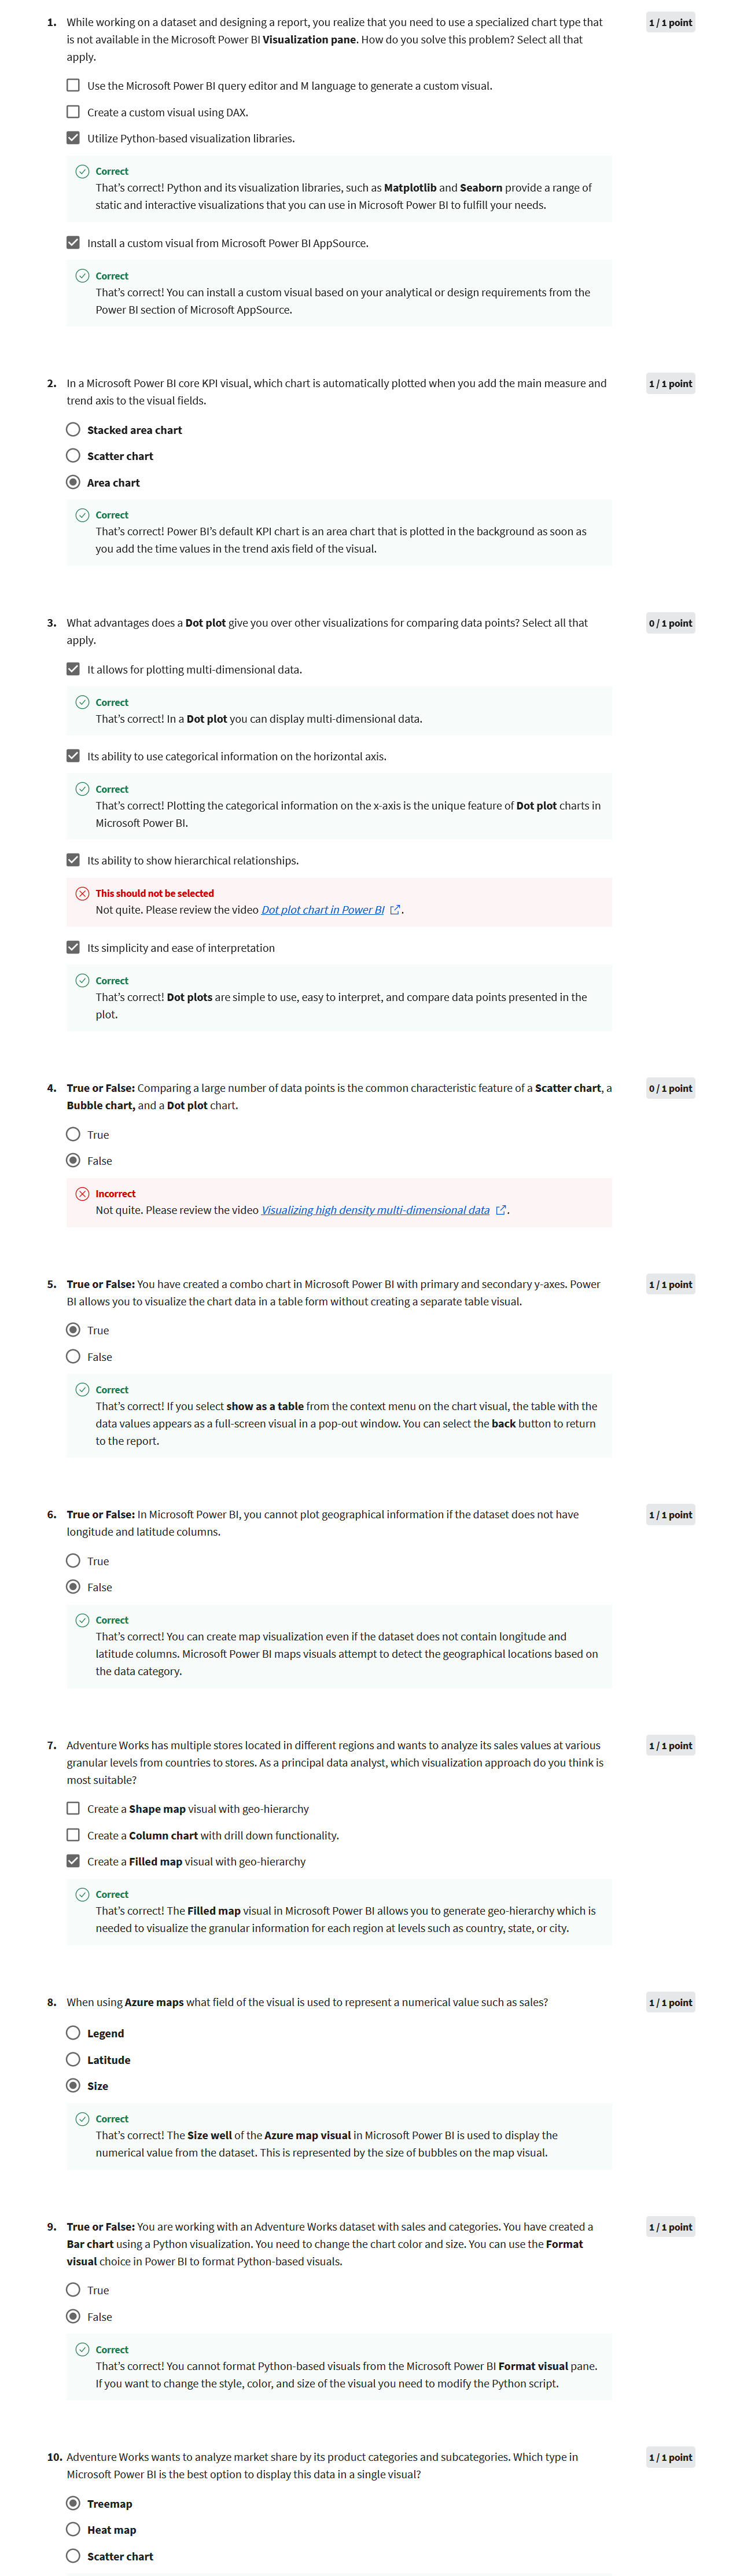 1. While working on a dataset and designing a report, you realize that you need to use a specialized chart type that
1 / 1 point
is not available in the Microsoft Power BI Visualization pane. How do you solve this problem? Select all that
apply.
Use the Microsoft Power BI query editor and M language to generate a custom visual.
Create a custom visual using DAX.
Utilize Python-based visualization libraries.
Correct
That's correct! Python and its visualization libraries, such as Matplotlib and Seaborn provide a range of
static and interactive visualizations that you can use in Microsoft Power BI to fulfill your needs.
Install a custom visual from Microsoft Power BI AppSource.
Correct
That's correct! You can install a custom visual based on your analytical or design requirements from the
Power BI section of Microsoft AppSource.
2. In a Microsoft Power BI core KPI visual, which chart is automatically plotted when you add the main measure and
1 / 1 point
trend axis to the visual fields.
Stacked area chart
Scatter chart
Area chart
Correct
That's correct! Power BI's default KPI chart is an area chart that is plotted in the background as soon as
you add the time values in the trend axis field of the visual.
3. What advantages does a Dot plot give you over other visualizations for comparing data points? Select all that
0 / 1 point
apply.
It allows for plotting multi-dimensional data.
Correct
That's correct! In a Dot plot you can display multi-dimensional data.
Its ability to use categorical information on the horizontal axis.
Correct
That's correct! Plotting the categorical information on the x-axis is the unique feature of Dot plot charts in
Microsoft Power BI.
Its ability to show hierarchical relationships.
This should not be selected
Not quite. Please review the video Dot plot chart in Power BI .
Its simplicity and ease of interpretation
Correct
That's correct! Dot plots are simple to use, easy to interpret, and compare data points presented in the
plot.
4. True or False: Comparing a large number of data points is the common characteristic feature of a Scatter chart, a
0 / 1 point
Bubble chart, and a Dot plot chart.
True
False
Incorrect
Not quite. Please review the video Visualizing high density multi-dimensional data .
5. True or False: You have created a combo chart in Microsoft Power BI with primary and secondary y-axes. Power
1 / 1 point
BI allows you to visualize the chart data in a table form without creating a separate table visual.
True
False
Correct
That's correct! If you select show as a table from the context menu on the chart visual, the table with the
data values appears as a full-screen visual in a pop-out window. You can select the back button to return
to the report.
6. True or False: In Microsoft Power BI, you cannot plot geographical information if the dataset does not have
1 / 1 point
longitude and latitude columns.
True
False
Correct
That's correct! You can create map visualization even if the dataset does not contain longitude and
latitude columns. Microsoft Power BI maps visuals attempt to detect the geographical locations based on
the data category.
7. Adventure Works has multiple stores located in different regions and wants to analyze its sales values at various
1 / 1 point
granular levels from countries to stores. As a principal data analyst, which visualization approach do you think is
most suitable?
Create a Shape map visual with geo-hierarchy
Create a Column chart with drill down functionality.
Create a Filled map visual with geo-hierarchy
Correct
That's correct! The Filled map visual in Microsoft Power BI allows you to generate geo-hierarchy which is
needed to visualize the granular information for each region at levels such as country, state, or city.
8. When using Azure maps what field of the visual is used to represent a numerical value such as sales?
1 / 1 point
Legend
Latitude
Size
Correct
That's correct! The Size well of the Azure map visual in Microsoft Power BI is used to display the
numerical value from the dataset. This is represented by the size of bubbles on the map visual.
9. True or False: You are working with an Adventure Works dataset with sales and categories. You have created a
1 / 1 point
Bar chart using a Python visualization. You need to change the chart color and size. You can use the Format
visual choice in Power BI to format Python-based visuals.
True
False
Correct
That's correct! You cannot format Python-based visuals from the Microsoft Power BI Format visual pane.
If you want to change the style, color, and size of the visual you need to modify the Python script.
10. Adventure Works wants to analyze market share by its product categories and subcategories. Which type in
1 / 1 point
Microsoft Power BI is the best option to display this data in a single visual?
Treemap
Heat map
Scatter chart